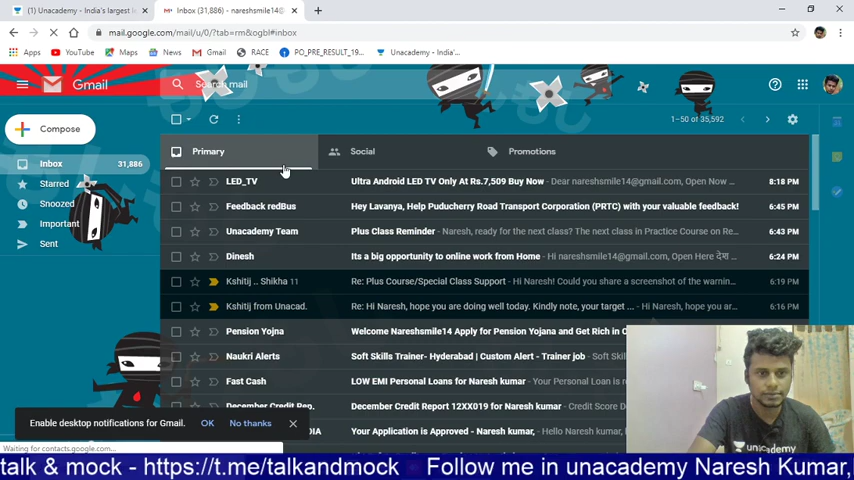 (1) Unacademy - India's largest le
Inbox (31,886) - nareshsmile14@
mail.google.com/mail/u/0/?tab=rm&ogbl#inbox
Apps YouTube Maps News Gmail RACE PO_PRE_RESULT_19... Unacademy - India'...
Gmail
Search mail
Compose
1–50 of 35,592
Inbox 31,886
Starred
Snoozed
Important
Sent
Primary Social Promotions
LED_TV Ultra Android LED TV Only At Rs.7,509 Buy Now - Dear nareshsmile14@gmail.com, Open Now ... 8:18 PM
Feedback redBus Hey Lavanya, Help Puducherry Road Transport Corporation (PRTC) with your valuable feedback! 6:45 PM
Unacademy Team Plus Class Reminder - Naresh, ready for the next class? The next class in Practice Course on Re... 6:43 PM
Dinesh Its a big opportunity to online work from Home - Hi nareshsmile14@gmail.com, Open Here देश ... 6:24 PM
Kshitij .. Shikha 11 Re: Plus Course/Special Class Support - Hi Naresh! Could you share a screenshot of the warnin... 6:19 PM
Kshitij from Unacad. Re: Hi Naresh, hope you are doing well today. Kindly note, your target ... - Hi Naresh, hope you ar... 6:16 PM
Pension Yojna Welcome Nareshsmile14 Apply for Pension Yojana and Get Rich in C
Naukri Alerts Soft Skills Trainer- Hyderabad | Custom Alert - Trainer job - Soft Skil
Fast Cash LOW EMI Personal Loans for Naresh kumar - Your Personal Loan is
December Credit Rep. December Credit Report 12XX019 for Naresh kumar - Credit Score D
DIA Your Application is Approved - Naresh kumar,
Enable desktop notifications for Gmail. OK No thanks
Waiting for contacts.google.com...
unacademy
talk & mock - https://t.me/talkandmock Follow me in unacademy Naresh Kumar,